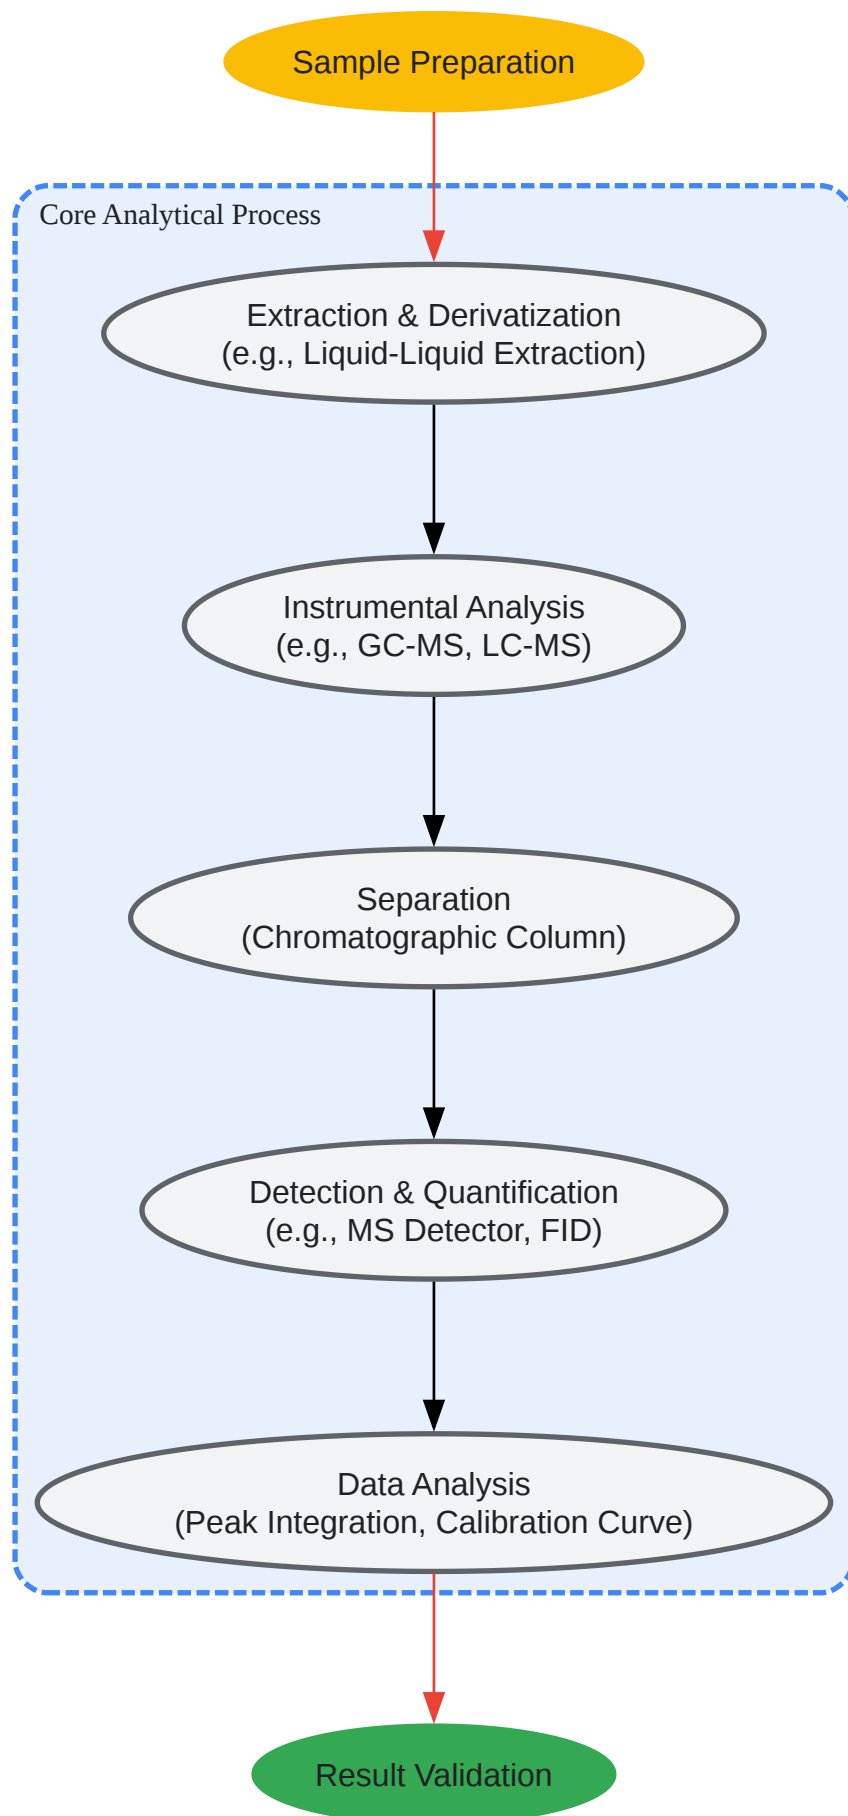 Sample Preparation
Core Analytical Process
Extraction & Derivatization
(e.g., Liquid-Liquid Extraction)
Instrumental Analysis
(e.g., GC-MS, LC-MS)
Separation
(Chromatographic Column)
Detection & Quantification
(e.g., MS Detector, FID)
Data Analysis
(Peak Integration, Calibration Curve)
Result Validation